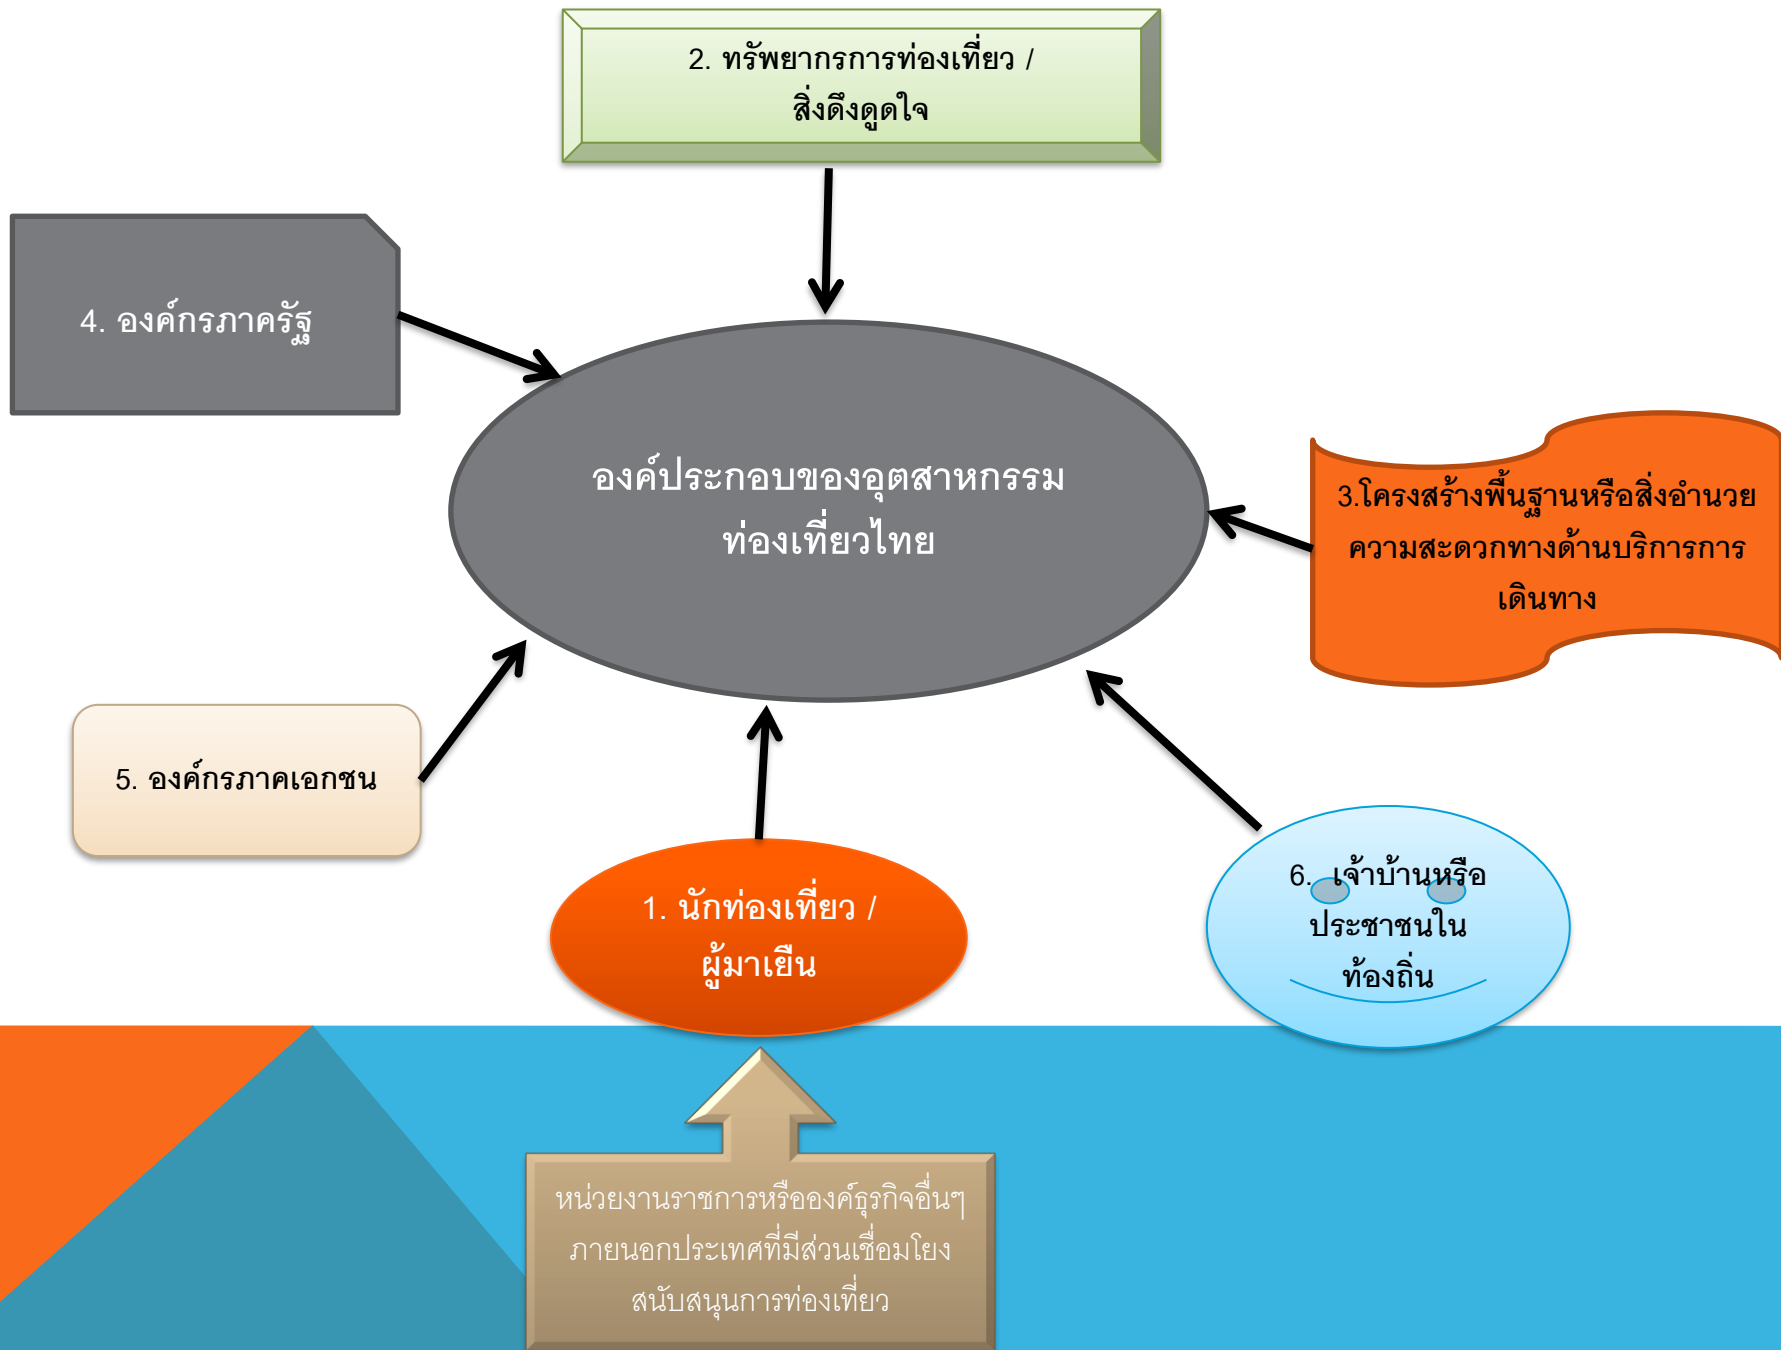 2. ทรัพยากรการท่องเที่ยว /
สิ่งดึงดูดใจ
4. องค์กรภาครัฐ
องค์ประกอบของอุตสาหกรรม
ท่องเที่ยวไทย
3.โครงสร้างพื้นฐานหรือสิ่งอำนวย
ความสะดวกทางด้านบริการการ
เดินทาง
5. องค์กรภาคเอกชน
1. นักท่องเที่ยว /
ผู้มาเยืน
6. เจ้าบ้านหรือ
ประชาชนใน
ท้องถิ่น
หน่วยงานราชการหรือองค์ธุรกิจอื่นๆ
ภายนอกประเทศที่มีส่วนเชื่อมโยง
สนับสนุนการท่องเที่ยว